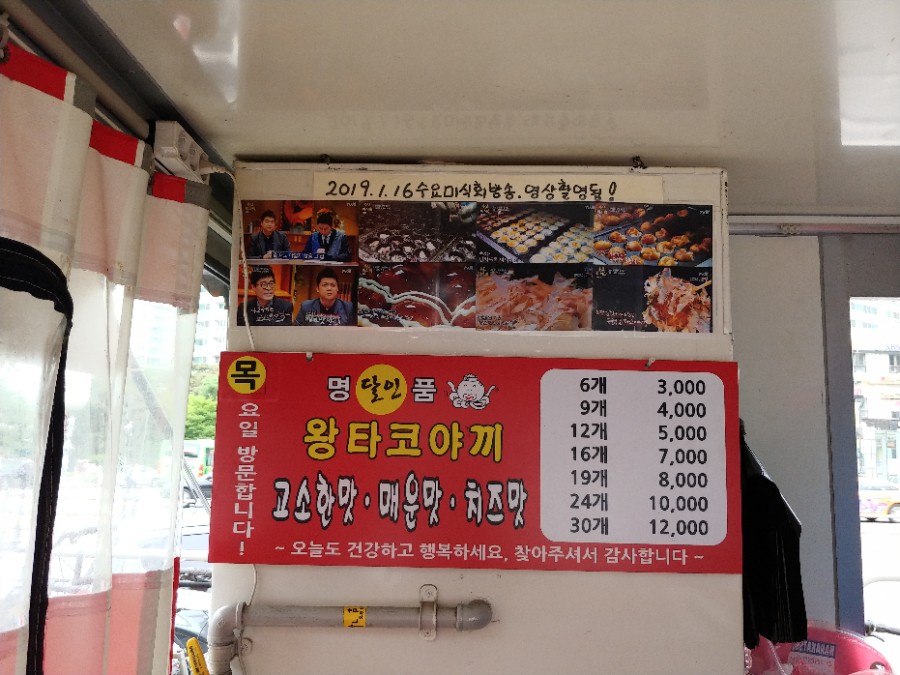 2019.1.16 수요미식회방송.영상촬영됨!
목요일 방문합니다!
명달인품
왕타코야끼
고소한맛·매운맛·치즈맛
6개 3,000
9개 4,000
12개 5,000
16개 7,000
19개 8,000
24개 10,000
30개 12,000
~ 오늘도 건강하고 행복하세요, 찾아주셔서 감사합니다 ~